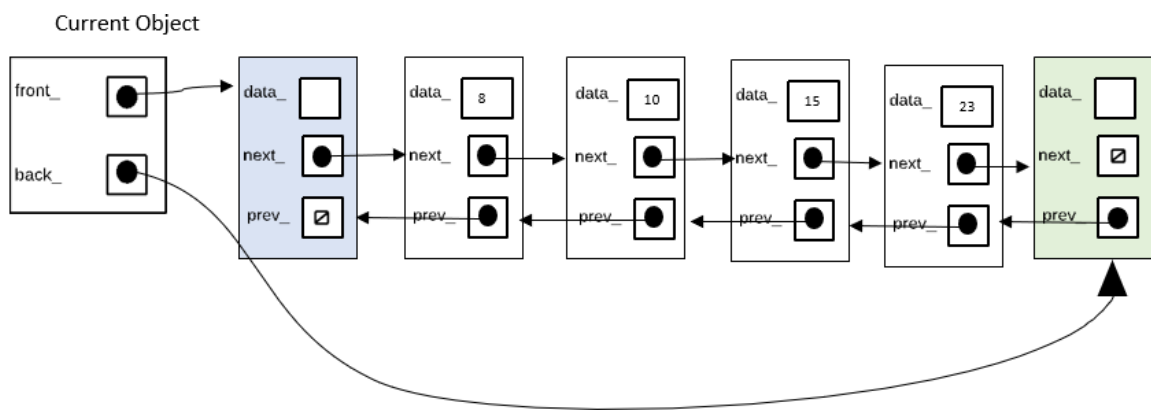 Current Object
front_
back_
data_
next_
prev_
data_ 8
next_
prev_
data_ 10
next_
prev_
data_ 15
next_
prev_
data_ 23
next_
prev_
data_
next_
prev_